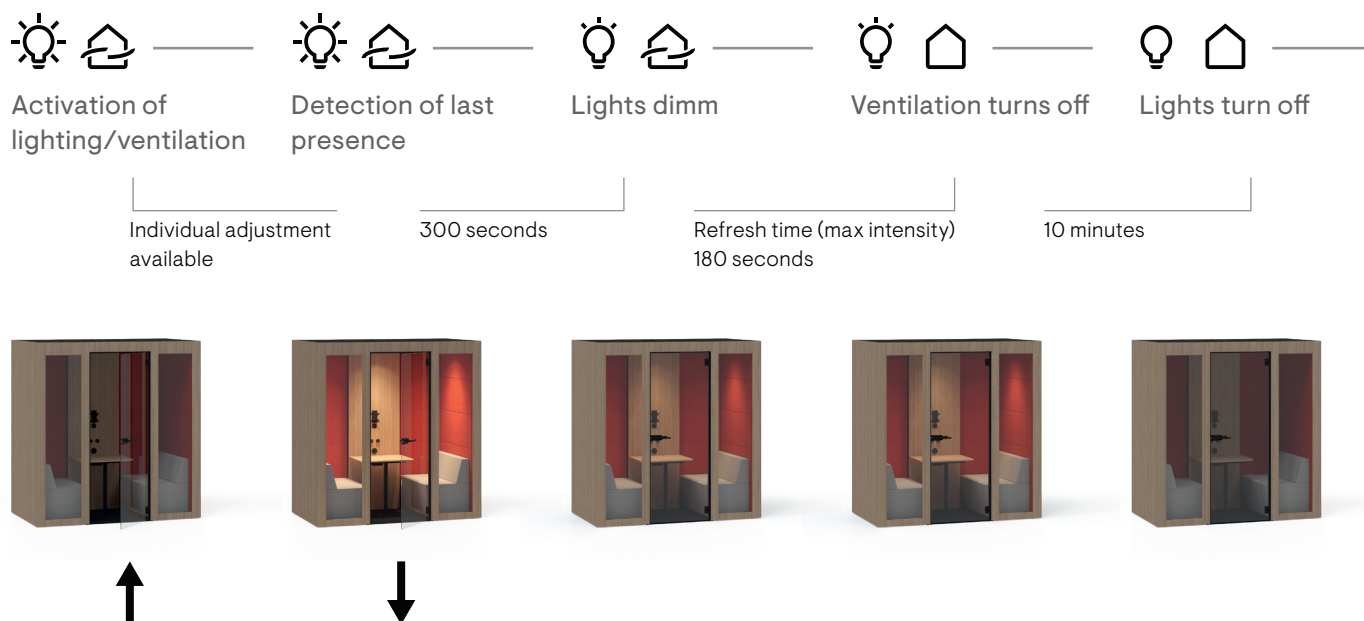 Activation of
lighting/ventilation
Detection of last
presence
Lights dimm
Ventilation turns off
Lights turn off
Individual adjustment
available
300 seconds
Refresh time (max intensity)
180 seconds
10 minutes